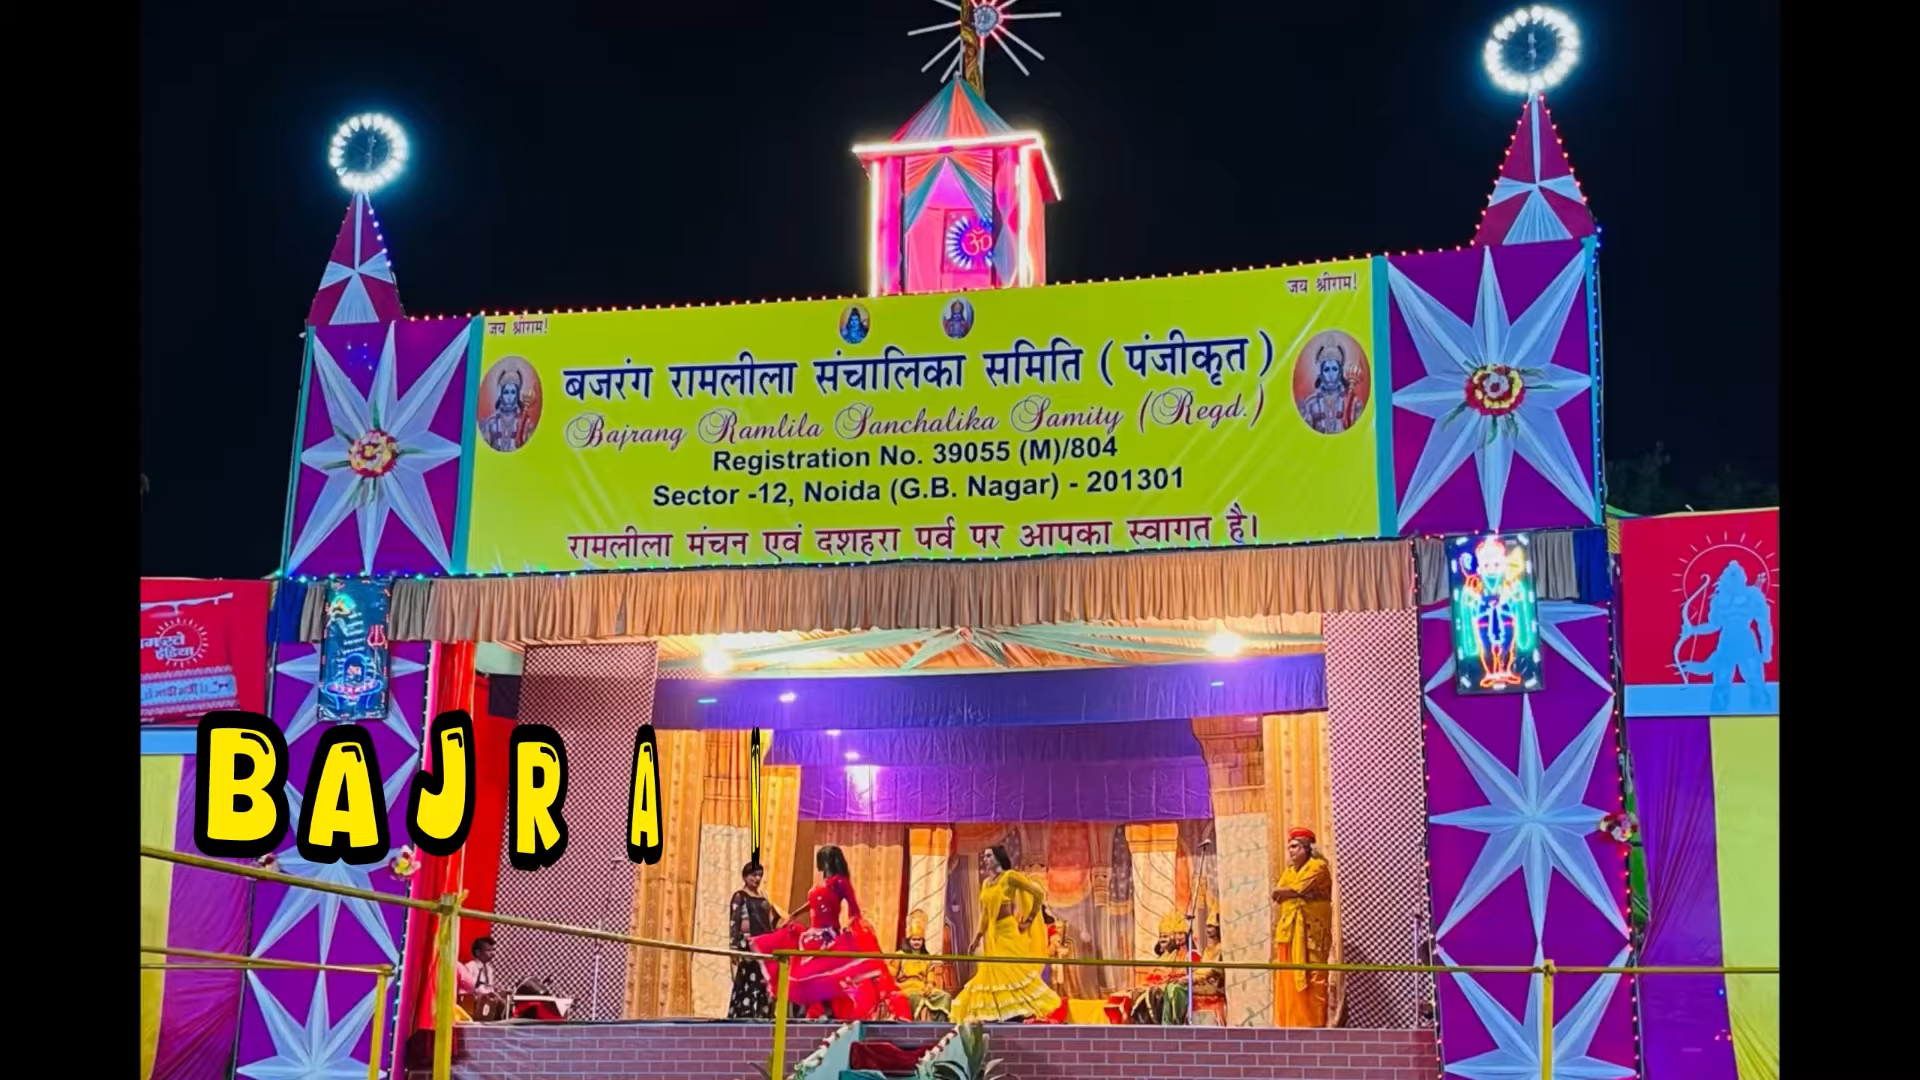 ॐ
जय श्रीराम!
जय श्रीराम!
बजरंग रामलीला संचालिका समिति ( पंजीकृत )
Bajrang Ramlila Sanchalika Samity (Regd.)
Registration No. 39055 (M)/804
Sector -12, Noida (G.B. Nagar) - 201301
रामलीला मंचन एवं दशहरा पर्व पर आपका स्वागत है।
इंडिया
BAJRA